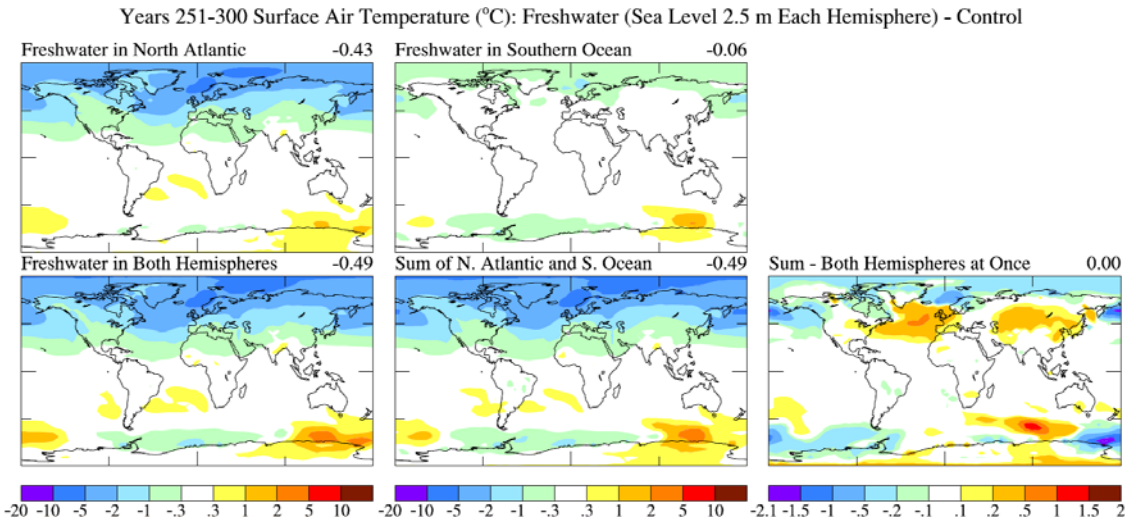 Years 251-300 Surface Air Temperature (°C): Freshwater (Sea Level 2.5 m Each Hemisphere) - Control
Freshwater in North Atlantic -0.43
Freshwater in Southern Ocean -0.06
Freshwater in Both Hemispheres -0.49
Sum of N. Atlantic and S. Ocean -0.49
Sum - Both Hemispheres at Once 0.00
-20 -10 -5 -2 -1 -.3 .3 1 2 5 10
-20 -10 -5 -2 -1 -.3 .3 1 2 5 10
-2.1 -1.5 -1 -.5 -.2 -.1 .1 .2 .5 1 1.5 2